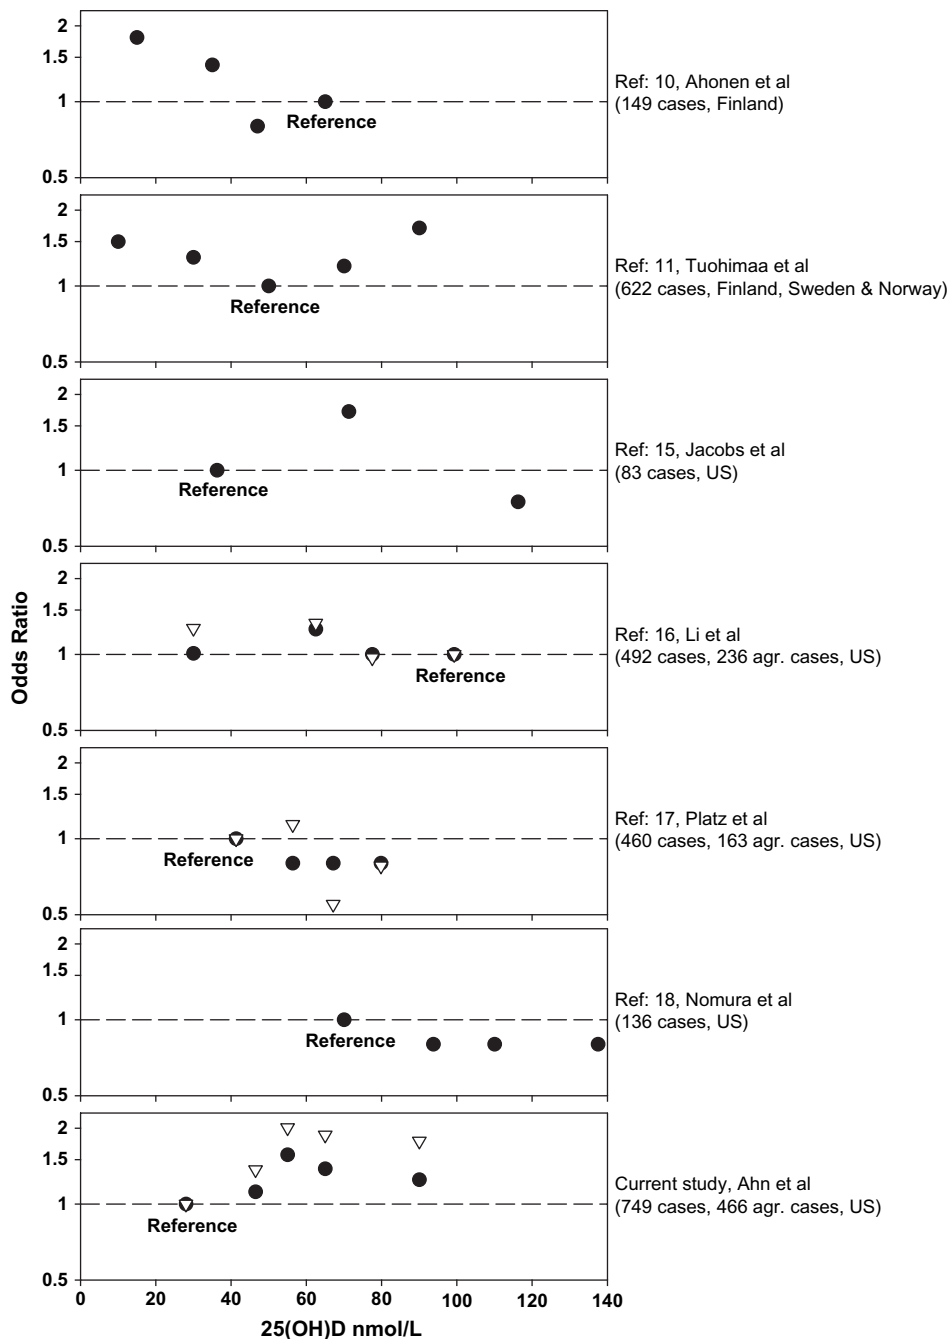 2
1.5
1
0.5
Reference
Ref: 10, Ahonen et al
(149 cases, Finland)
2
1.5
1
0.5
Reference
Ref: 11, Tuohimaa et al
(622 cases, Finland, Sweden & Norway)
2
1.5
1
0.5
Reference
Ref: 15, Jacobs et al
(83 cases, US)
Odds Ratio
2
1.5
1
0.5
Reference
Ref: 16, Li et al
(492 cases, 236 agr. cases, US)
2
1.5
1
0.5
Reference
Ref: 17, Platz et al
(460 cases, 163 agr. cases, US)
2
1.5
1
0.5
Reference
Ref: 18, Nomura et al
(136 cases, US)
2
1.5
1
0.5
Reference
Current study, Ahn et al
(749 cases, 466 agr. cases, US)
0 20 40 60 80 100 120 140
25(OH)D nmol/L